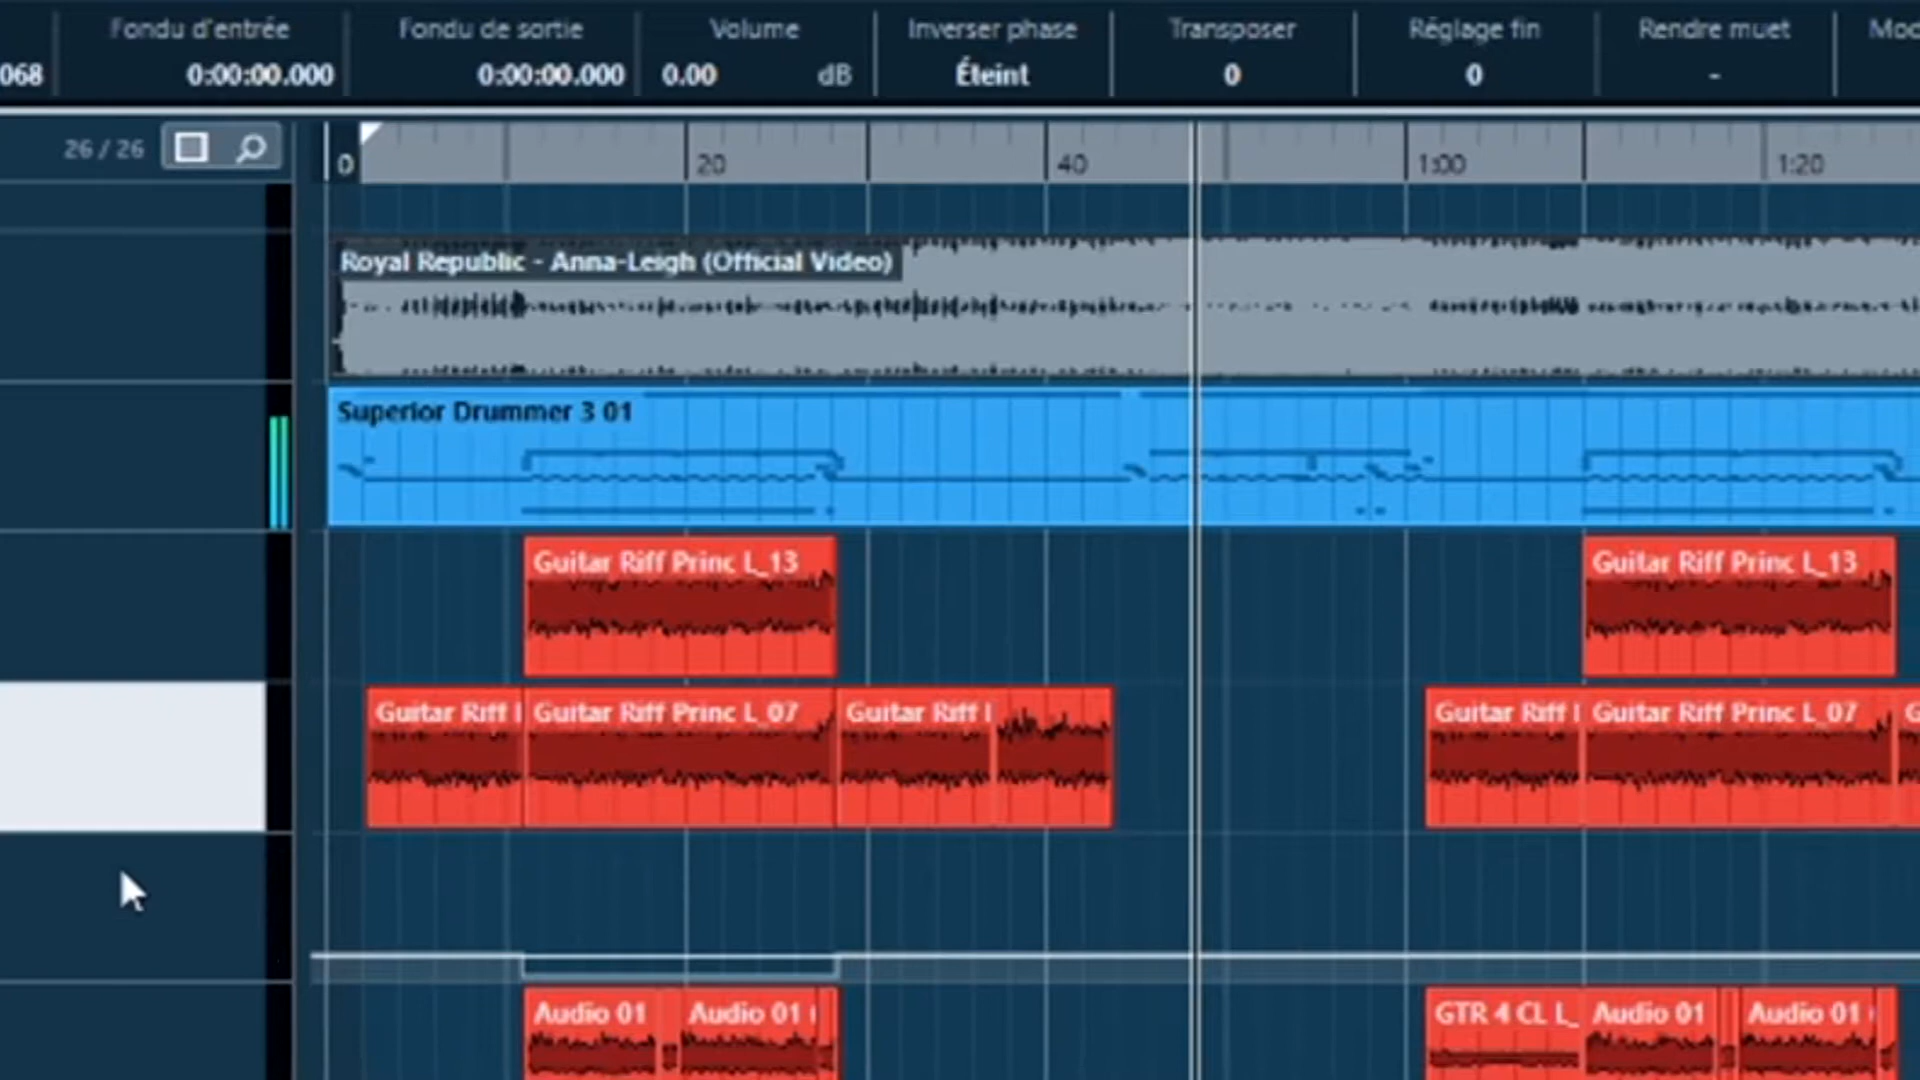 Fondu d'entrée Fondu de sortie Volume Inverser phase Transposer Réglage fin Rendre muet
068 0:00:00.000 0:00:00.000 0.00 dB Éteint 0 0 -
26 / 26
0 20 40 1:00 1:20
Royal Republic - Anna-Leigh (Official Video)
Superior Drummer 3 01
Guitar Riff Princ L_13 Guitar Riff Princ L_13
Guitar Riff Guitar Riff Princ L_07 Guitar Riff Guitar Riff Guitar Riff Princ L_07 G
Audio 01 Audio 01 GTR 4 CL L_ Audio 01 Audio 01